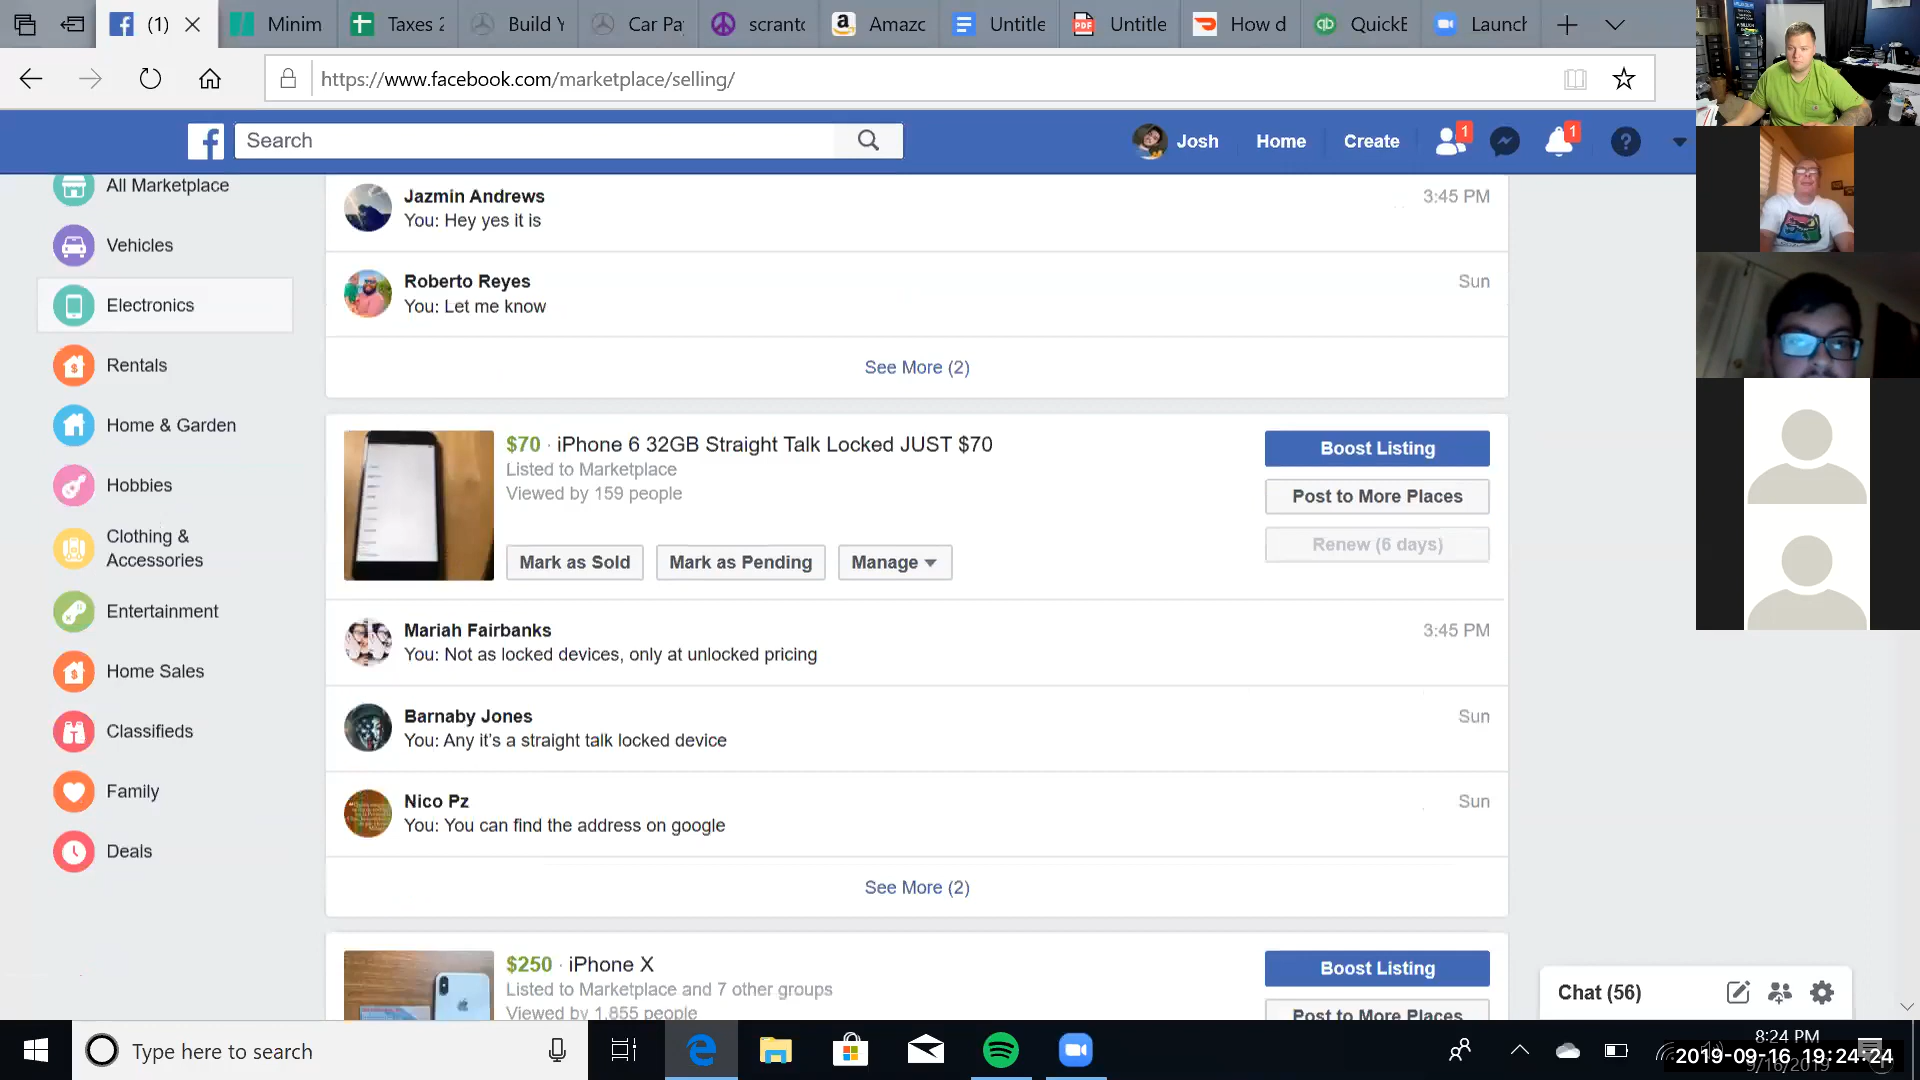 (1)
Minim
Taxes 2
Build Y
Car Pa
scranto
Amazc
Untitle
Untitle
How d
QuickE
Launch
https://www.facebook.com/marketplace/selling/
Search
Josh
Home
Create
1
1
All Marketplace
Vehicles
Electronics
Rentals
Home & Garden
Hobbies
Clothing &
Accessories
Entertainment
Home Sales
Classifieds
Family
Deals
Jazmin Andrews
3:45 PM
You: Hey yes it is
Roberto Reyes
Sun
You: Let me know
See More (2)
$70 · iPhone 6 32GB Straight Talk Locked JUST $70
Listed to Marketplace
Viewed by 159 people
Mark as Sold
Mark as Pending
Manage
Boost Listing
Post to More Places
Renew (6 days)
Mariah Fairbanks
3:45 PM
You: Not as locked devices, only at unlocked pricing
Barnaby Jones
Sun
You: Any it's a straight talk locked device
Nico Pz
Sun
You: You can find the address on google
See More (2)
$250 · iPhone X
Listed to Marketplace and 7 other groups
Viewed by 1,855 people
Boost Listing
Post to More Places
Chat (56)
Type here to search
8:24 PM
2019-09-16 19:24:24
9/16/2019